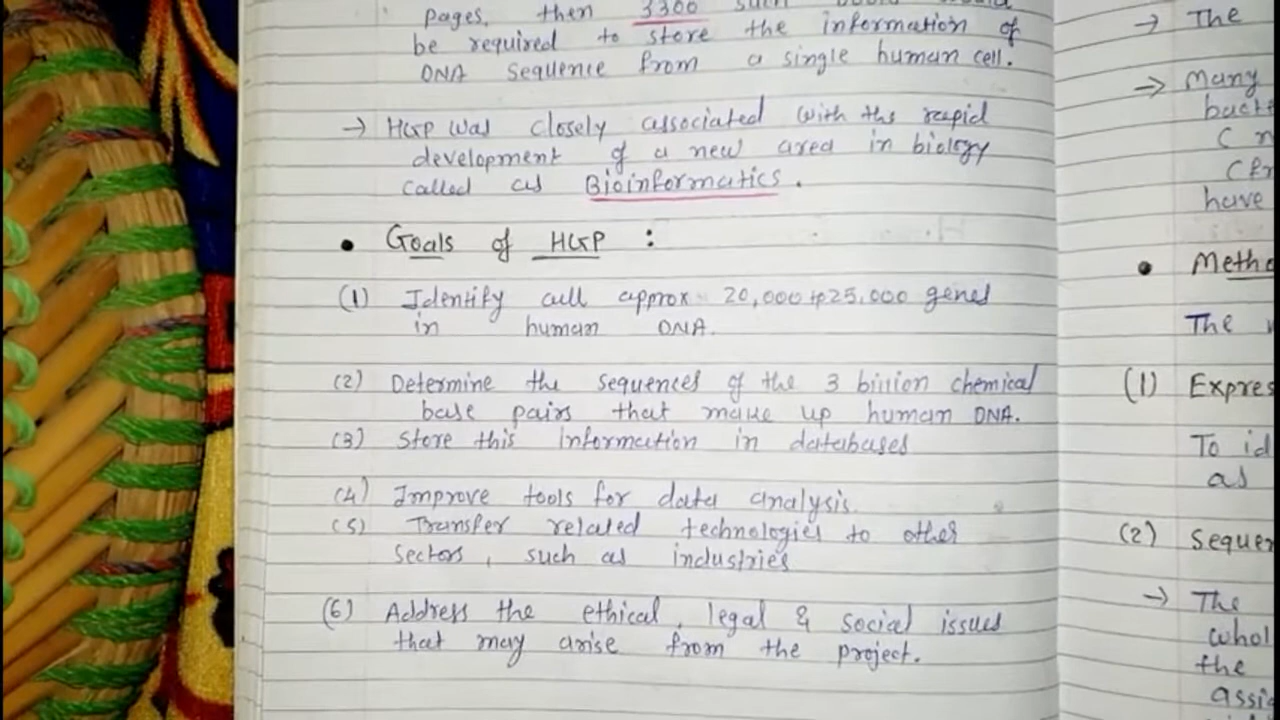 pages, then 3300 such
be required to store the information of
DNA sequence from a single human cell.
→ HGP was closely associated with the rapid
development of a new area in biology
called as Bioinformatics.
• Goals of HGP :
(1) Identify all approx 20,000 to 25,000 genes
in human DNA.
(2) Determine the sequences of the 3 billion chemical
base pairs that make up human DNA.
(3) Store this information in databases
(4) Improve tools for data analysis.
(5) Transfer related technologies to other
sectors, such as industries
(6) Address the ethical, legal & social issues
that may arise from the project.
→ The
→ Many
have
The
(1) Expres
To id
as
(2) Sequen
→ The
whol
the
assig